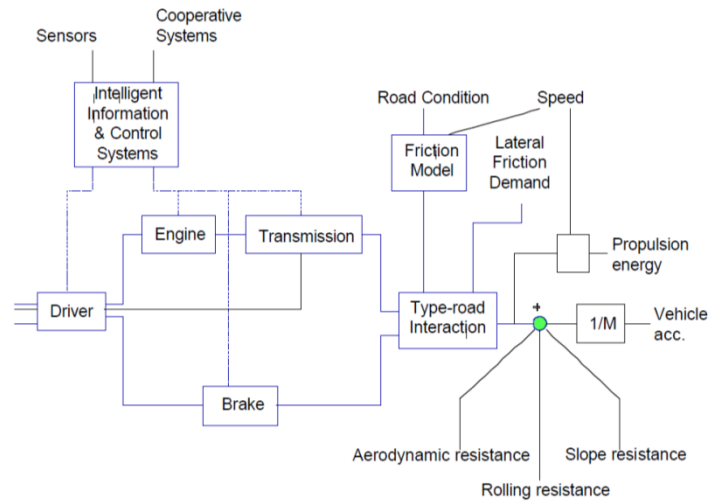 Cooperative
Systems
Sensors
Intelligent
Information
& Control
Systems
Road Condition
Speed
Friction
Model
Lateral
Friction
Demand
Engine
Transmission
Propulsion
energy
Driver
Type-road
Interaction
+
1/M
Vehicle
acc.
Brake
Aerodynamic resistance
Slope resistance
Rolling resistance